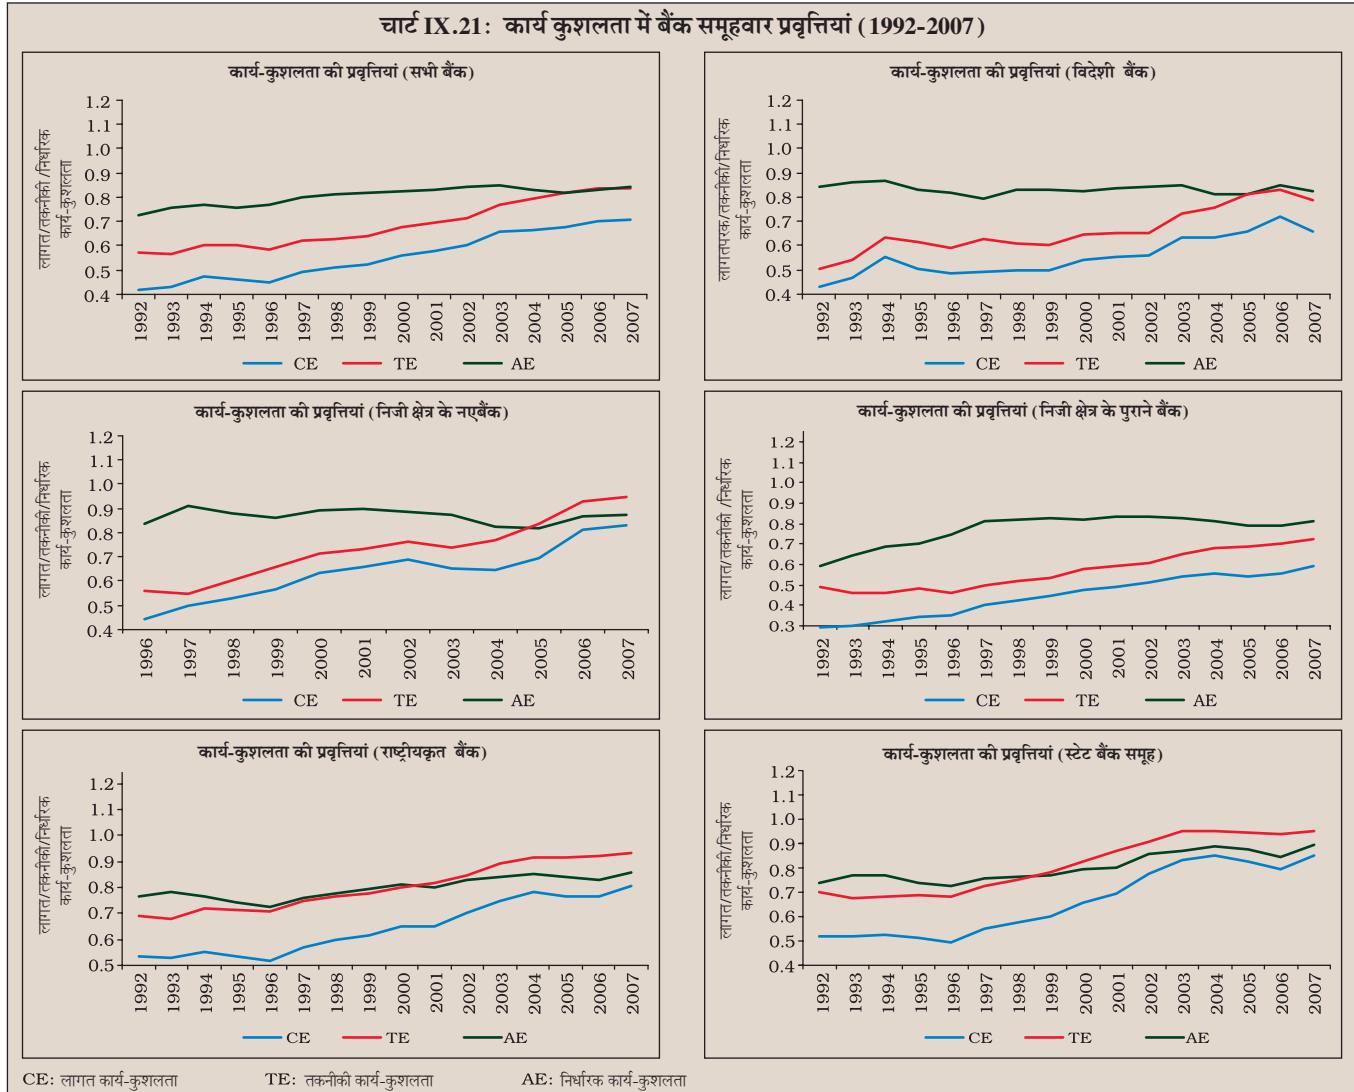 चार्ट IX.21: कार्य कुशलता में बैंक समूहवार प्रवृत्तियां (1992-2007)
कार्य-कुशलता की प्रवृत्तियां (सभी बैंक)
लागत/तकनीकी/निर्धारिक
कार्य-कुशलता
1.2
1.1
1.0
0.9
0.8
0.7
0.6
0.5
0.4
1992 1993 1994 1995 1996 1997 1998 1999 2000 2001 2002 2003 2004 2005 2006 2007
CE TE AE
कार्य-कुशलता की प्रवृत्तियां (विदेशी बैंक)
लागतपरक/तकनीकी/निर्धारिक
कार्य-कुशलता
1.2
1.1
1.0
0.9
0.8
0.7
0.6
0.5
0.4
1992 1993 1994 1995 1996 1997 1998 1999 2000 2001 2002 2003 2004 2005 2006 2007
CE TE AE
कार्य-कुशलता की प्रवृत्तियां (निजी क्षेत्र के नएबैंक)
लागत/तकनीकी/निर्धारिक
कार्य-कुशलता
1.2
1.1
1.0
0.9
0.8
0.7
0.6
0.5
0.4
1996 1997 1998 1999 2000 2001 2002 2003 2004 2005 2006 2007
CE TE AE
कार्य-कुशलता की प्रवृत्तियां (निजी क्षेत्र के पुराने बैंक)
लागत/तकनीकी /निर्धारिक
कार्य-कुशलता
1.2
1.1
1.0
0.9
0.8
0.7
0.6
0.5
0.4
0.3
1992 1993 1994 1995 1996 1997 1998 1999 2000 2001 2002 2003 2004 2005 2006 2007
CE TE AE
कार्य-कुशलता की प्रवृत्तियां (राष्ट्रीयकृत बैंक)
लागत/तकनीकी/निर्धारिक
कार्य-कुशलता
1.2
1.1
1.0
0.9
0.8
0.7
0.6
0.5
1992 1993 1994 1995 1996 1997 1998 1999 2000 2001 2002 2003 2004 2005 2006 2007
CE TE AE
कार्य-कुशलता की प्रवृत्तियां (स्टेट बैंक समूह)
लागत/तकनीकी/निर्धारिक
कार्य-कुशलता
1.2
1.1
1.0
0.9
0.8
0.7
0.6
0.5
0.4
1992 1993 1994 1995 1996 1997 1998 1999 2000 2001 2002 2003 2004 2005 2006 2007
CE TE AE
CE: लागत कार्य-कुशलता TE: तकनीकी कार्य-कुशलता AE: निर्धारक कार्य-कुशलता